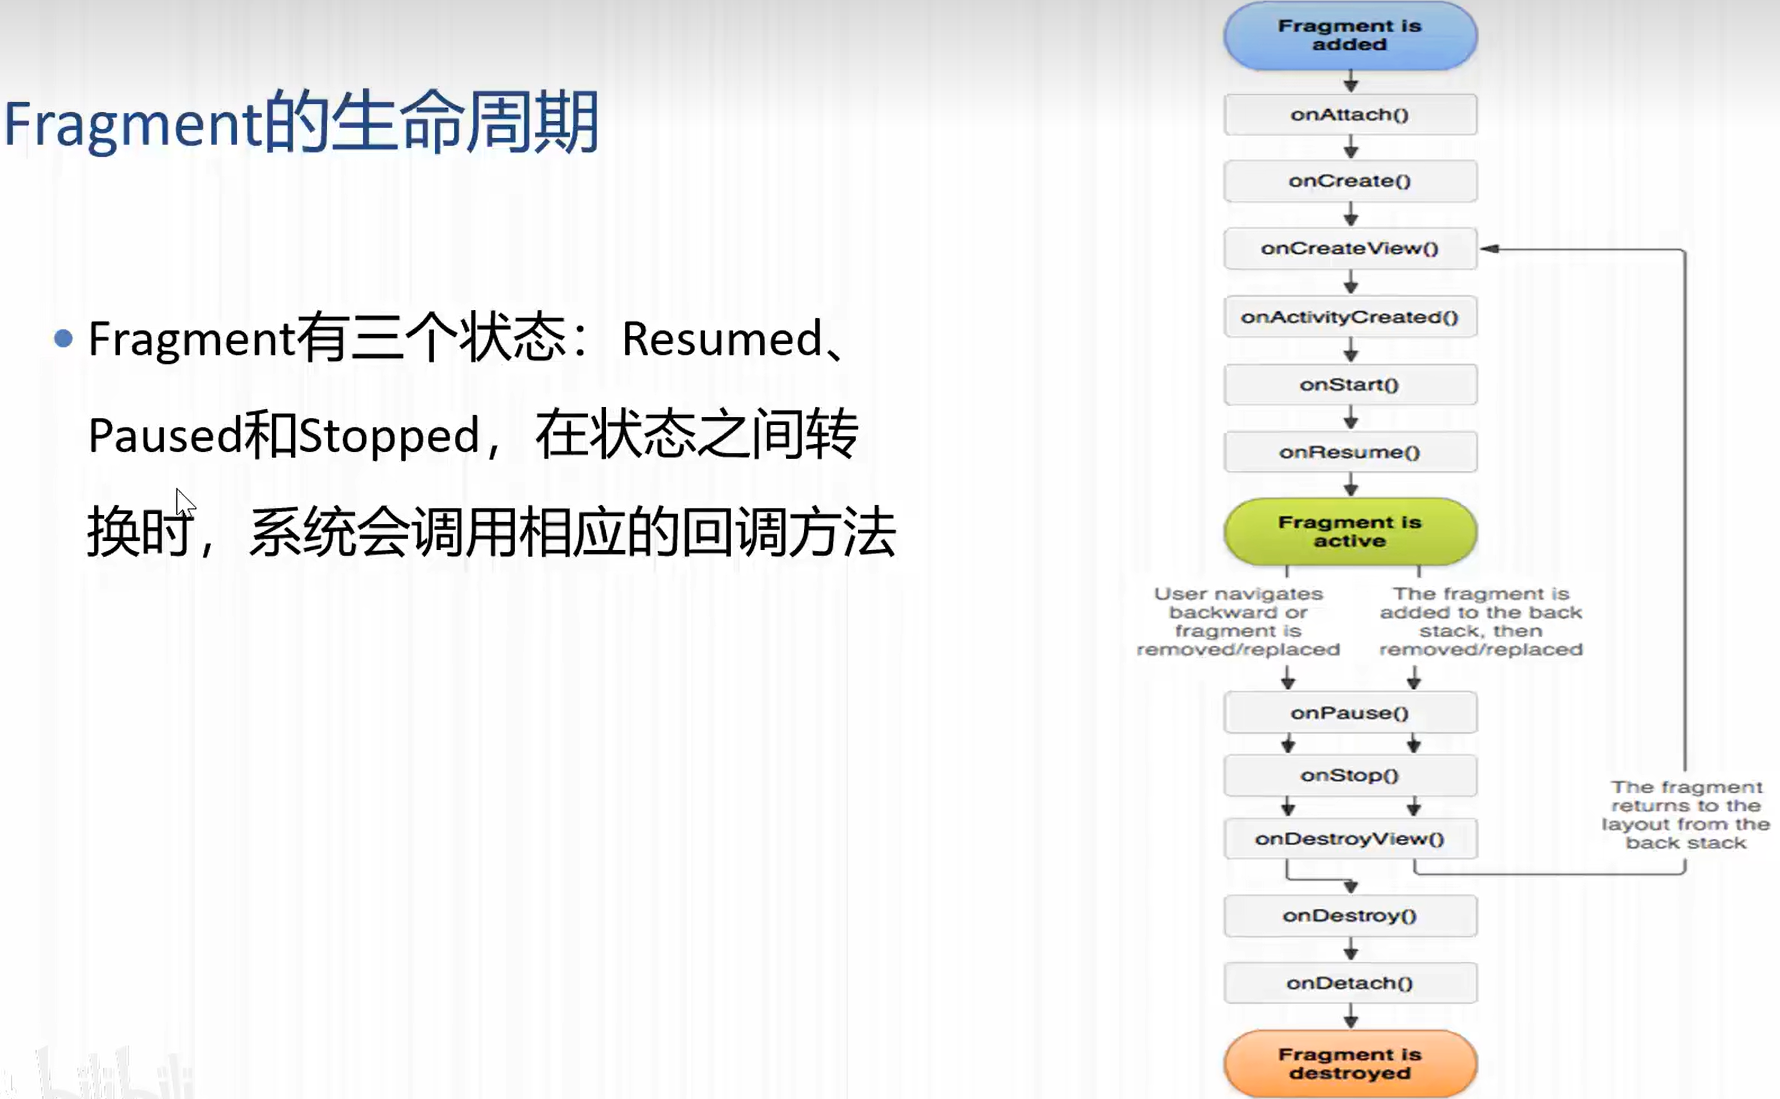 Fragment的生命周期
Fragment有三个状态：Resumed、
Paused和Stopped，在状态之间转
换时，系统会调用相应的回调方法
Fragment is
added
onAttach()
onCreate()
onCreateView()
onActivityCreated()
onStart()
onResume()
Fragment is
active
User navigates
backward or
fragment is
removed/replaced
The fragment is
added to the back
stack, then
removed/replaced
onPause()
onStop()
onDestroyView()
The fragment
returns to the
layout from the
back stack
onDestroy()
onDetach()
Fragment is
destroyed
bilibili